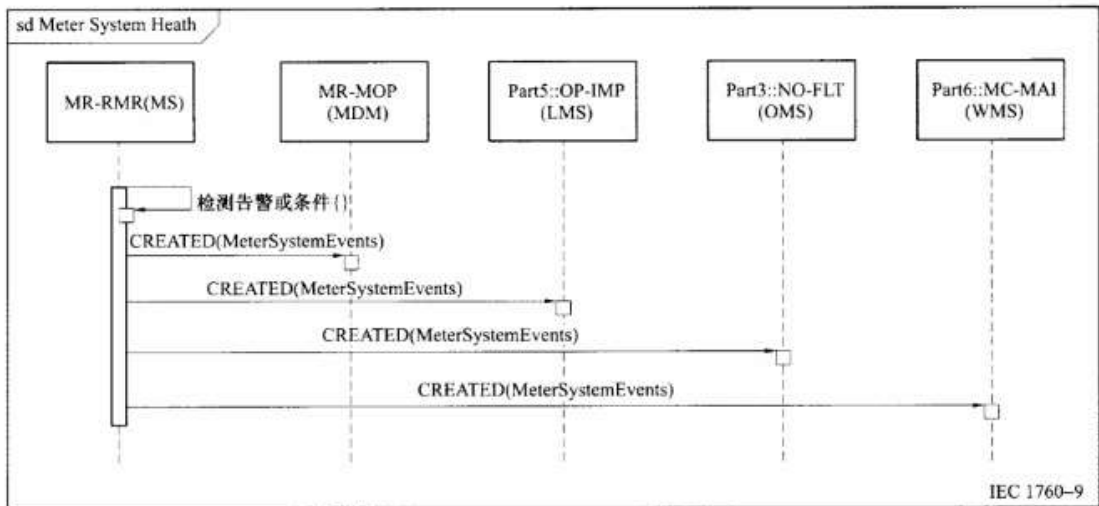 sd Meter System Heath
MR-RMR(MS)
MR-MOP
(MDM)
Part5::OP-IMP
(LMS)
Part3::NO-FLT
(OMS)
Part6::MC-MAI
(WMS)
检测告警或条件{}
CREATED(MeterSystemEvents)
CREATED(MeterSystemEvents)
CREATED(MeterSystemEvents)
CREATED(MeterSystemEvents)
IEC 1760-9